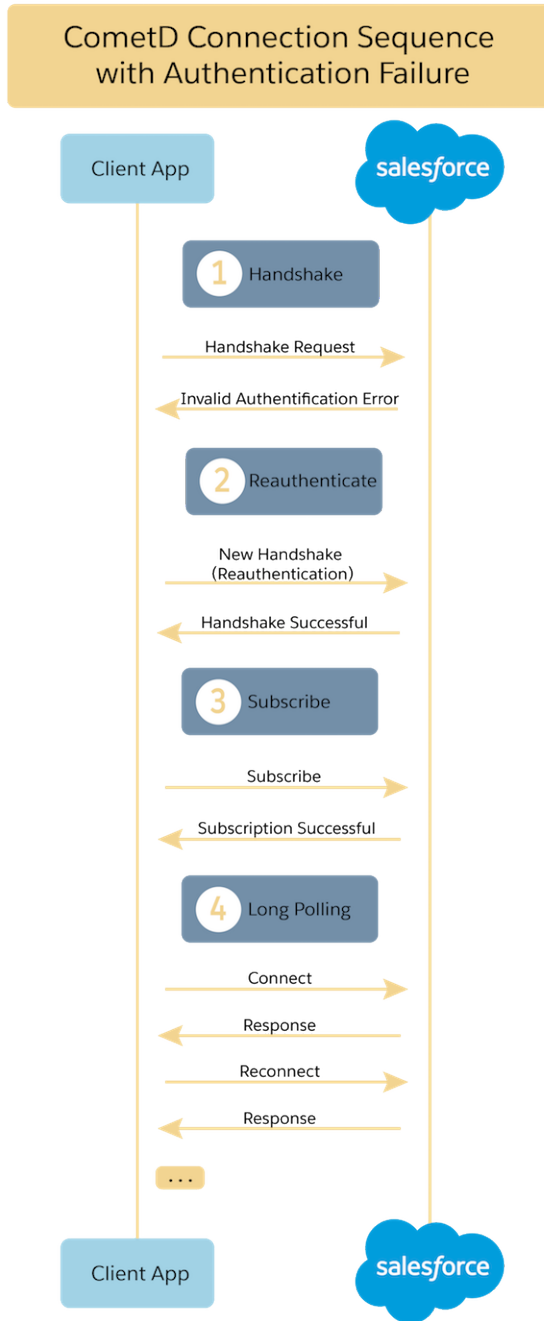 CometD Connection Sequence
with Authentication Failure
Client App
salesforce
1 Handshake
Handshake Request
Invalid Authentification Error
2 Reauthenticate
New Handshake
(Reauthentication)
Handshake Successful
3 Subscribe
Subscribe
Subscription Successful
4 Long Polling
Connect
Response
Reconnect
Response
...
Client App
salesforce